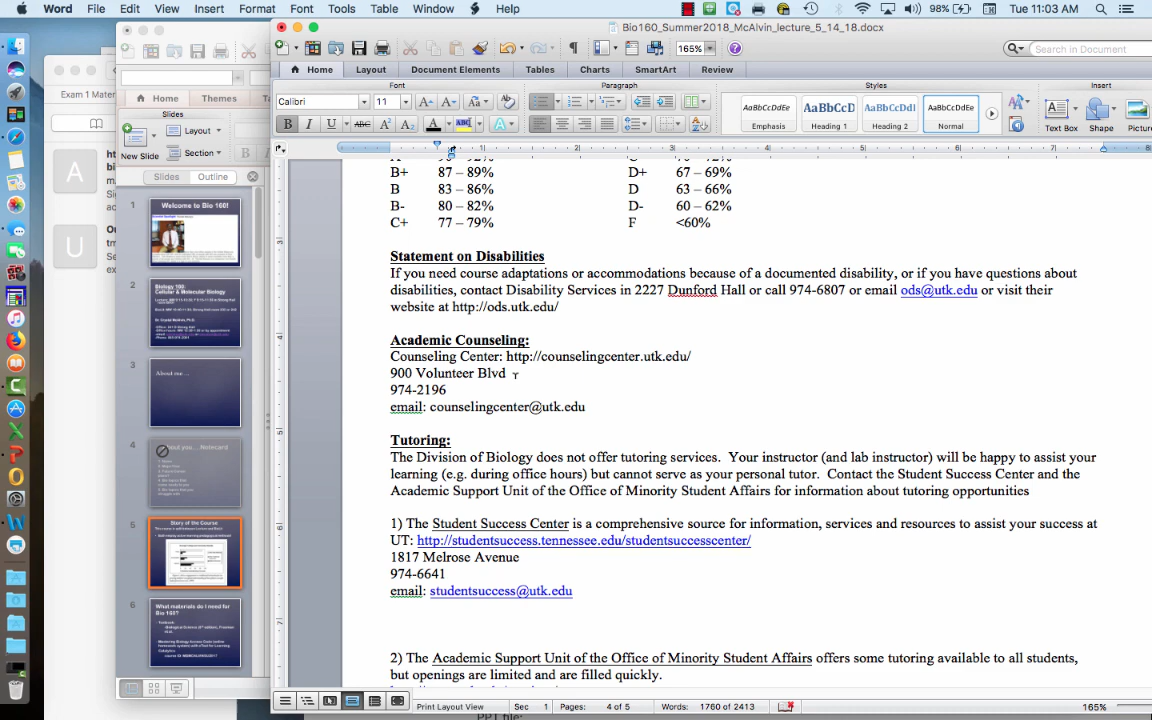 Word File Edit View Insert Format Font Tools Table Window Help
98% Tue 11:03 AM
Bio160_Summer2018_McAlvin_lecture_5_14_18.docx
165%
Search in Document
Home Layout Document Elements Tables Charts SmartArt Review
Font Paragraph Styles Insert
Calibri 11
AaBbCcDdEe AaBbCcD AaBbCcDdI AaBbCcDdEe
Emphasis Heading 1 Heading 2 Normal Text Box Shape Picture
Exam 1 Mater
Home Themes
Slides
New Slide
Layout
Section
Slides Outline
A
U
1
Welcome to Bio 160!
2
Biology 160:
Cellular & Molecular Biology
3
About me…
4
5
Story of the Course
6
What materials do I need for
Bio 160?
B+ 87 – 89% D+ 67 – 69%
B 83 – 86% D 63 – 66%
B- 80 – 82% D- 60 – 62%
C+ 77 – 79% F <60%
Statement on Disabilities
If you need course adaptations or accommodations because of a documented disability, or if you have questions about
disabilities, contact Disability Services in 2227 Dunford Hall or call 974-6807 or email ods@utk.edu or visit their
website at http://ods.utk.edu/
Academic Counseling:
Counseling Center: http://counselingcenter.utk.edu/
900 Volunteer Blvd
974-2196
email: counselingcenter@utk.edu
Tutoring:
The Division of Biology does not offer tutoring services.  Your instructor (and lab instructor) will be happy to assist your
learning (e.g. during office hours) but cannot serve as your personal tutor.  Contact the Student Success Center and the
Academic Support Unit of the Office of Minority Student Affairs for information about tutoring opportunities
1) The Student Success Center is a comprehensive source for information, services and resources to assist your success at
UT: http://studentsuccess.tennessee.edu/studentsuccesscenter/
1817 Melrose Avenue
974-6641
email: studentsuccess@utk.edu
2) The Academic Support Unit of the Office of Minority Student Affairs offers some tutoring available to all students,
but openings are limited and are filled quickly.
Print Layout View Sec 1 Pages: 4 of 5 Words: 1760 of 2413 165%